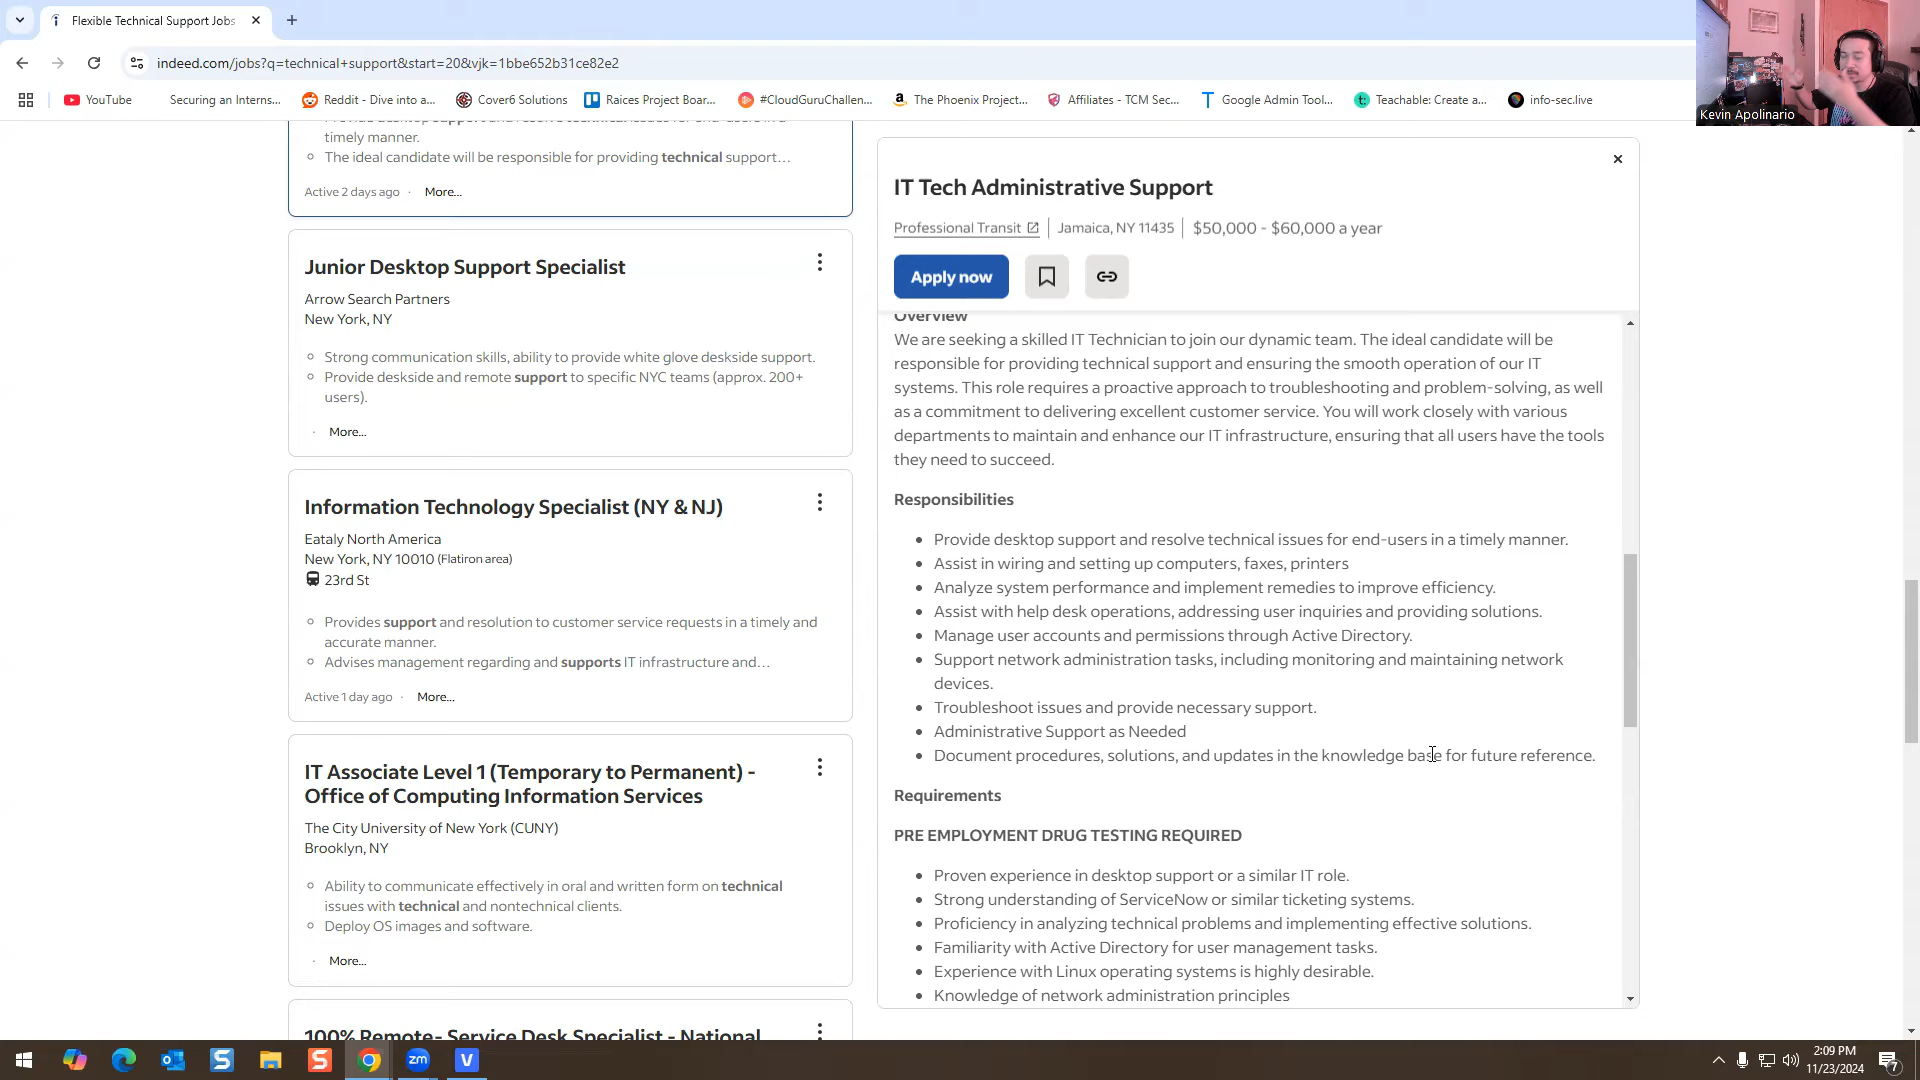 Flexible Technical Support Jobs
indeed.com/jobs?q=technical+support&start=20&vjk=1bbe652b31ce82e2
YouTube
Securing an Interns...
Reddit - Dive into a...
Cover6 Solutions
Raices Project Boar...
#CloudGuruChallen...
The Phoenix Project...
Affiliates - TCM Sec...
Google Admin Tool...
Teachable: Create a...
info-sec.live
Kevin Apolinario
timely manner.
The ideal candidate will be responsible for providing technical support...
Active 2 days ago · More...
Junior Desktop Support Specialist
Arrow Search Partners
New York, NY
Strong communication skills, ability to provide white glove deskside support.
Provide deskside and remote support to specific NYC teams (approx. 200+
users).
· More...
Information Technology Specialist (NY & NJ)
Eataly North America
New York, NY 10010 (Flatiron area)
23rd St
Provides support and resolution to customer service requests in a timely and
accurate manner.
Advises management regarding and supports IT infrastructure and...
Active 1 day ago · More...
IT Associate Level 1 (Temporary to Permanent) -
Office of Computing Information Services
The City University of New York (CUNY)
Brooklyn, NY
Ability to communicate effectively in oral and written form on technical
issues with technical and nontechnical clients.
Deploy OS images and software.
· More...
100% Remote- Service Desk Specialist - National
IT Tech Administrative Support
Professional Transit | Jamaica, NY 11435 | $50,000 - $60,000 a year
Apply now
Overview
We are seeking a skilled IT Technician to join our dynamic team. The ideal candidate will be
responsible for providing technical support and ensuring the smooth operation of our IT
systems. This role requires a proactive approach to troubleshooting and problem-solving, as well
as a commitment to delivering excellent customer service. You will work closely with various
departments to maintain and enhance our IT infrastructure, ensuring that all users have the tools
they need to succeed.
Responsibilities
Provide desktop support and resolve technical issues for end-users in a timely manner.
Assist in wiring and setting up computers, faxes, printers
Analyze system performance and implement remedies to improve efficiency.
Assist with help desk operations, addressing user inquiries and providing solutions.
Manage user accounts and permissions through Active Directory.
Support network administration tasks, including monitoring and maintaining network
devices.
Troubleshoot issues and provide necessary support.
Administrative Support as Needed
Document procedures, solutions, and updates in the knowledge base for future reference.
Requirements
PRE EMPLOYMENT DRUG TESTING REQUIRED
Proven experience in desktop support or a similar IT role.
Strong understanding of ServiceNow or similar ticketing systems.
Proficiency in analyzing technical problems and implementing effective solutions.
Familiarity with Active Directory for user management tasks.
Experience with Linux operating systems is highly desirable.
Knowledge of network administration principles
zm
V
2:09 PM
11/23/2024
7